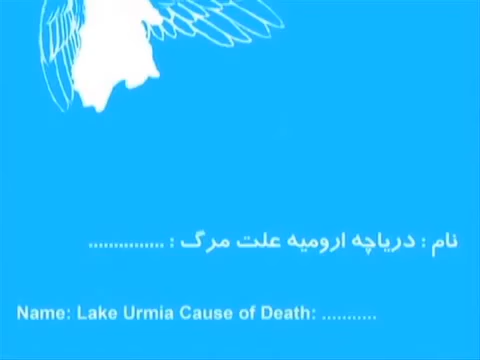 نام : دریاچه ارومیه علت مرگ : ...............
Name: Lake Urmia Cause of Death: ...........